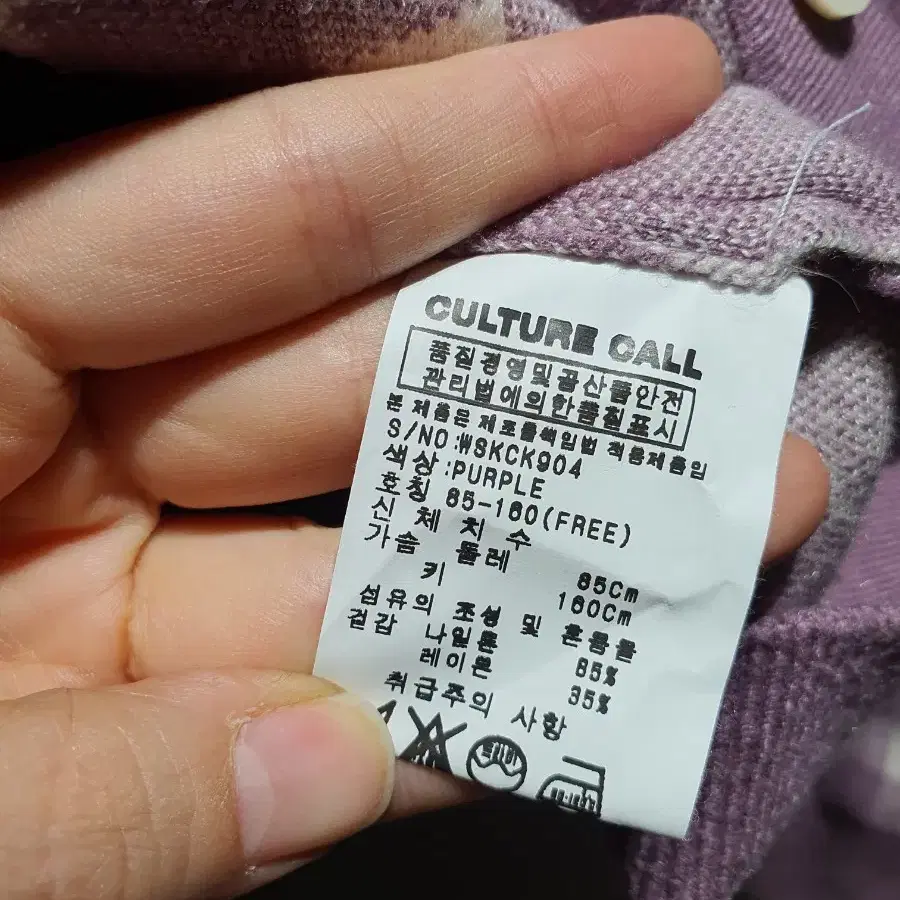 CULTURE CALL
품질경영및공산품안전
관리법에의한품질표시
본 제품은 제조물책임법 적용제품임
S/NO:WSKCK904
색상:PURPLE
호칭 85-160(FREE)
신 체 치 수
가슴 둘레 85Cm
키 160Cm
섬유의 조성 및 혼용율
겉감 나일론 65%
레이온 35%
취급주의 사항